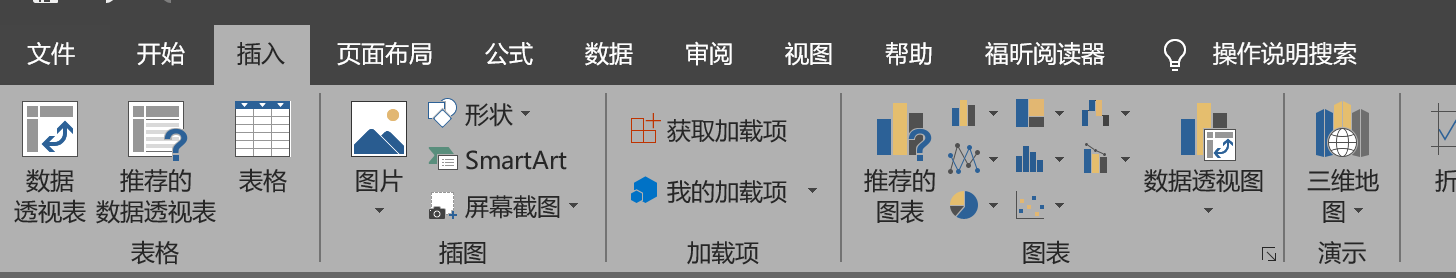 文件 开始 插入 页面布局 公式 数据 审阅 视图 帮助 福昕阅读器 操作说明搜索
数据
透视表
推荐的
数据透视表
表格
表格
图片
形状
SmartArt
屏幕截图
插图
获取加载项
我的加载项
加载项
推荐的
图表
数据透视图
图表
三维地
图
演示
折